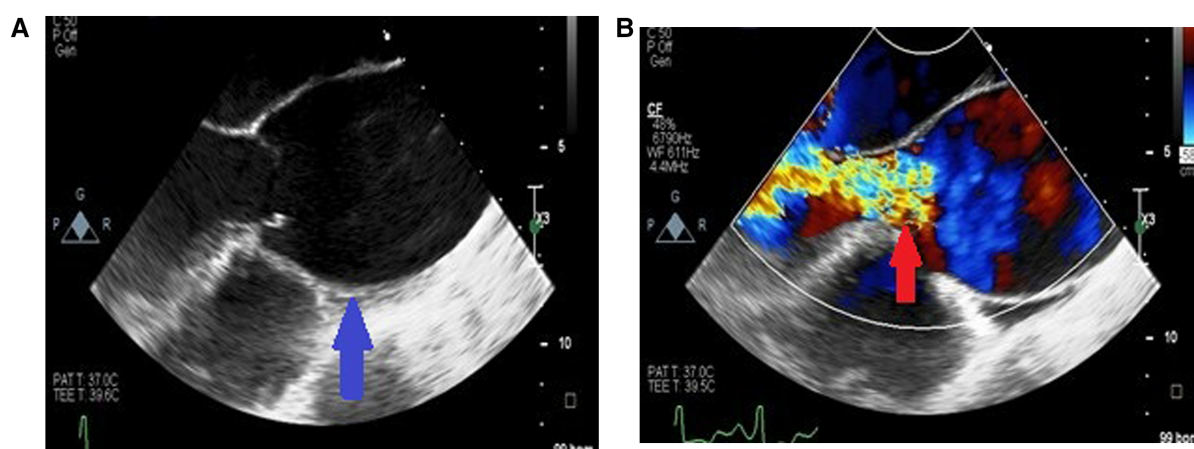 A
C 50
P Off
Gen
G
P R
X3
5
10
PAT T: 37.0C
TEE T: 39.6C
B
C 50
P Off
Gen
CF
48%
6790Hz
WF 611Hz
4.4MHz
G
P R
X3
5
10
PAT T: 37.0C
TEE T: 39.5C
99 bpm